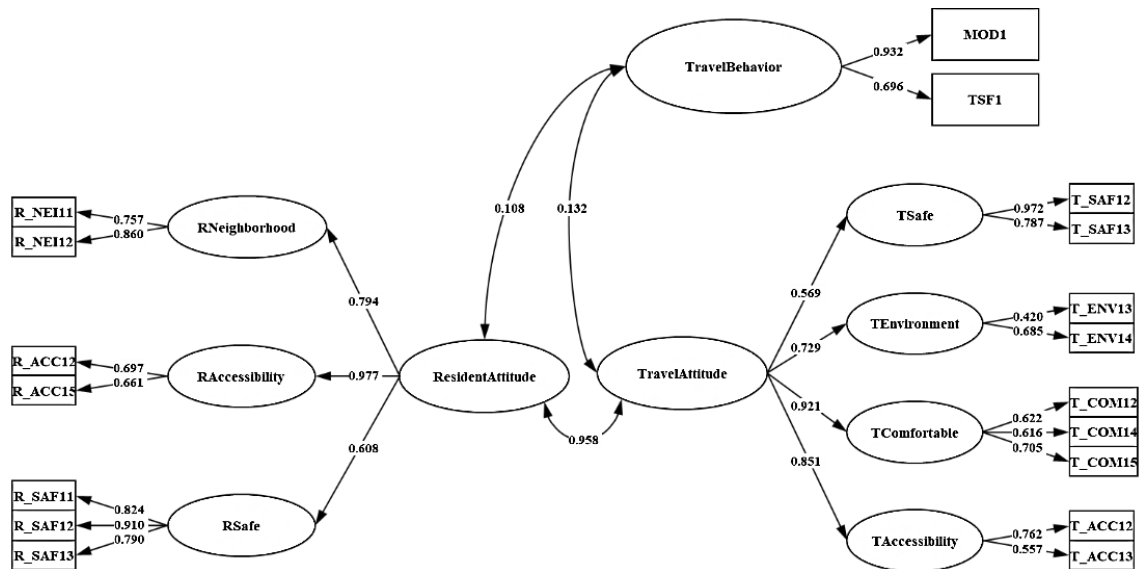 MOD1
0.932
TravelBehavior
0.696
TSF1
0.108
0.132
R_NEI11
0.757
R_NEI12
0.860
RNeighborhood
0.794
R_ACC12
0.697
R_ACC15
0.661
RAccessibility
0.977
ResidentAttitude
0.608
R_SAF11
0.824
R_SAF12
0.910
R_SAF13
0.790
RSafe
0.958
TravelAttitude
0.569
TSafe
0.972
T_SAF12
0.787
T_SAF13
0.729
TEnvironment
0.420
T_ENV13
0.685
T_ENV14
0.921
TComfortable
0.622
T_COM12
0.616
T_COM14
0.705
T_COM15
0.851
TAccessibility
0.762
T_ACC12
0.557
T_ACC13